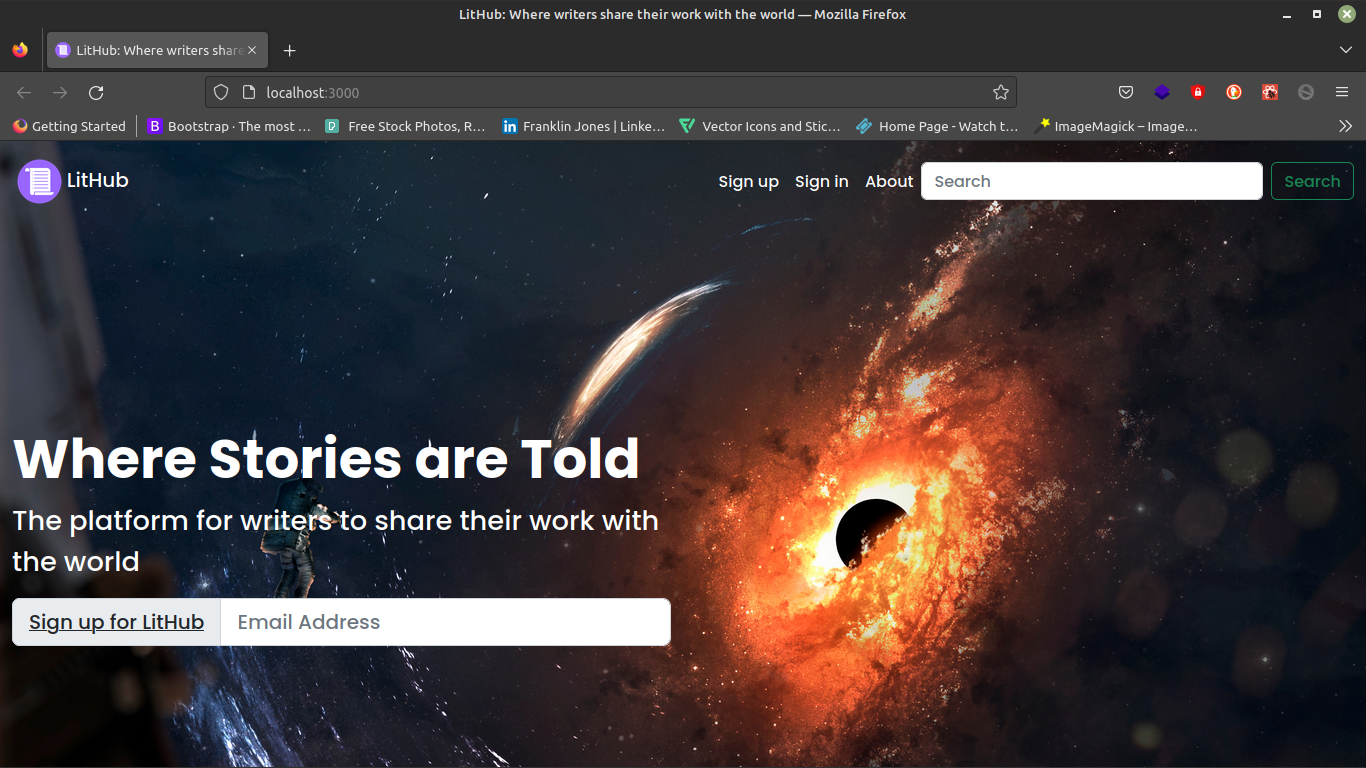 LitHub: Where writers share their work with the world — Mozilla Firefox
LitHub: Where writers share
localhost:3000
Getting Started
Bootstrap · The most …
Free Stock Photos, R…
Franklin Jones | Linke…
Vector Icons and Stic…
Home Page - Watch t…
ImageMagick – Image…
LitHub
Sign up
Sign in
About
Search
Search
Where Stories are Told
The platform for writers to share their work with
the world
Sign up for LitHub
Email Address